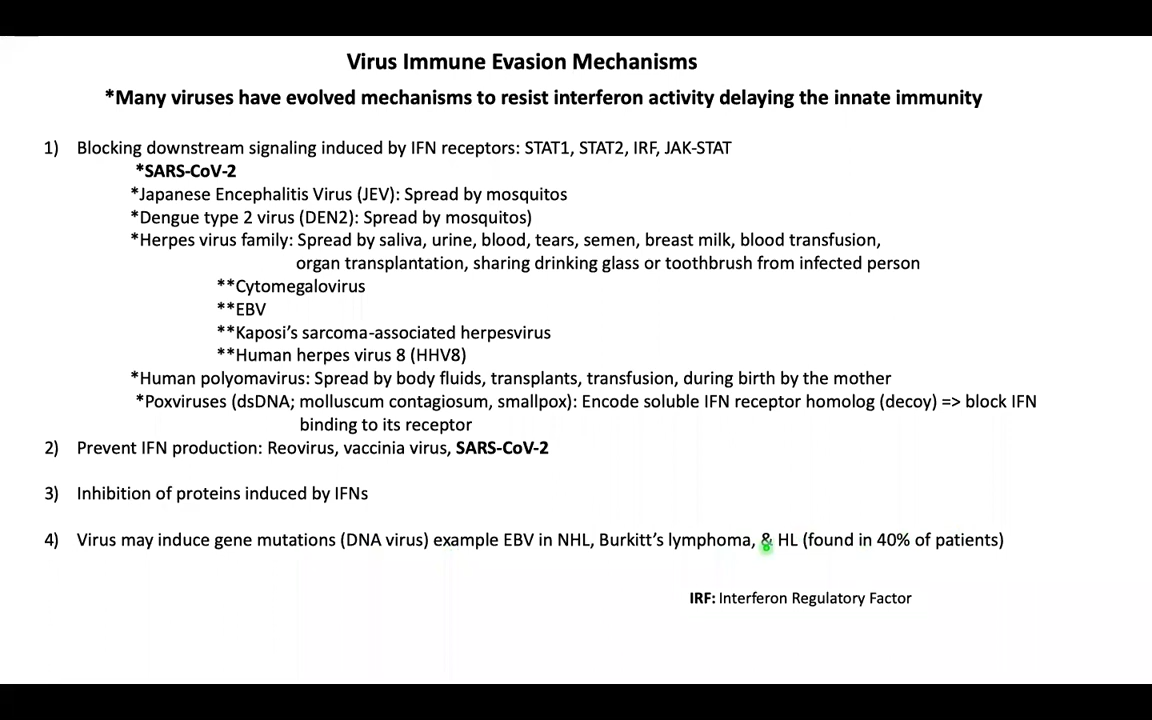 Virus Immune Evasion Mechanisms
*Many viruses have evolved mechanisms to resist interferon activity delaying the innate immunity
1) Blocking downstream signaling induced by IFN receptors: STAT1, STAT2, IRF, JAK-STAT
*SARS-CoV-2
*Japanese Encephalitis Virus (JEV): Spread by mosquitos
*Dengue type 2 virus (DEN2): Spread by mosquitos)
*Herpes virus family: Spread by saliva, urine, blood, tears, semen, breast milk, blood transfusion,
organ transplantation, sharing drinking glass or toothbrush from infected person
**Cytomegalovirus
**EBV
**Kaposi’s sarcoma-associated herpesvirus
**Human herpes virus 8 (HHV8)
*Human polyomavirus: Spread by body fluids, transplants, transfusion, during birth by the mother
*Poxviruses (dsDNA; molluscum contagiosum, smallpox): Encode soluble IFN receptor homolog (decoy) => block IFN
binding to its receptor
2) Prevent IFN production: Reovirus, vaccinia virus, SARS-CoV-2
3) Inhibition of proteins induced by IFNs
4) Virus may induce gene mutations (DNA virus) example EBV in NHL, Burkitt’s lymphoma, & HL (found in 40% of patients)
IRF: Interferon Regulatory Factor